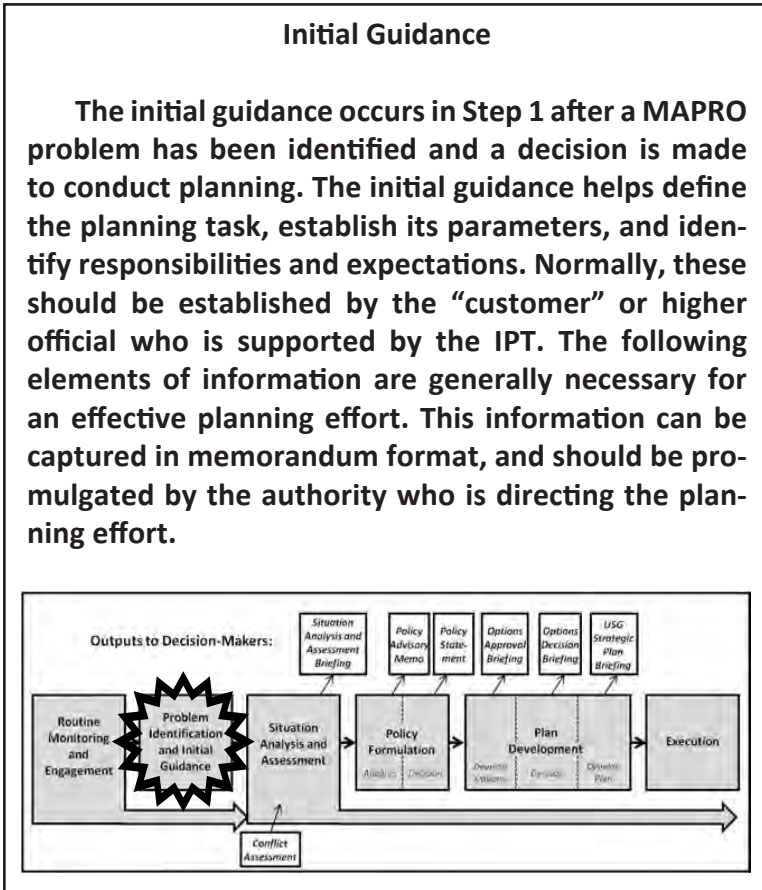 Initial Guidance
The initial guidance occurs in Step 1 after a MAPRO
problem has been identified and a decision is made
to conduct planning. The initial guidance helps define
the planning task, establish its parameters, and iden-
tify responsibilities and expectations. Normally, these
should be established by the “customer” or higher
official who is supported by the IPT. The following
elements of information are generally necessary for
an effective planning effort. This information can be
captured in memorandum format, and should be pro-
mulgated by the authority who is directing the plan-
ning effort.
Outputs to Decision-Makers:
Situation
Analysis and
Assessment
Briefing
Policy
Advisory
Memo
Policy
State-
ment
Options
Approval
Briefing
Options
Decision
Briefing
USG
Strategic
Plan
Briefing
Routine
Monitoring
and
Engagement
Problem
Identification
and Initial
Guidance
Situation
Analysis and
Assessment
Policy
Formulation
Analysis
Decision
Plan
Development
Develop
Options
Decision
Develop
Plan
Execution
Conflict
Assessment